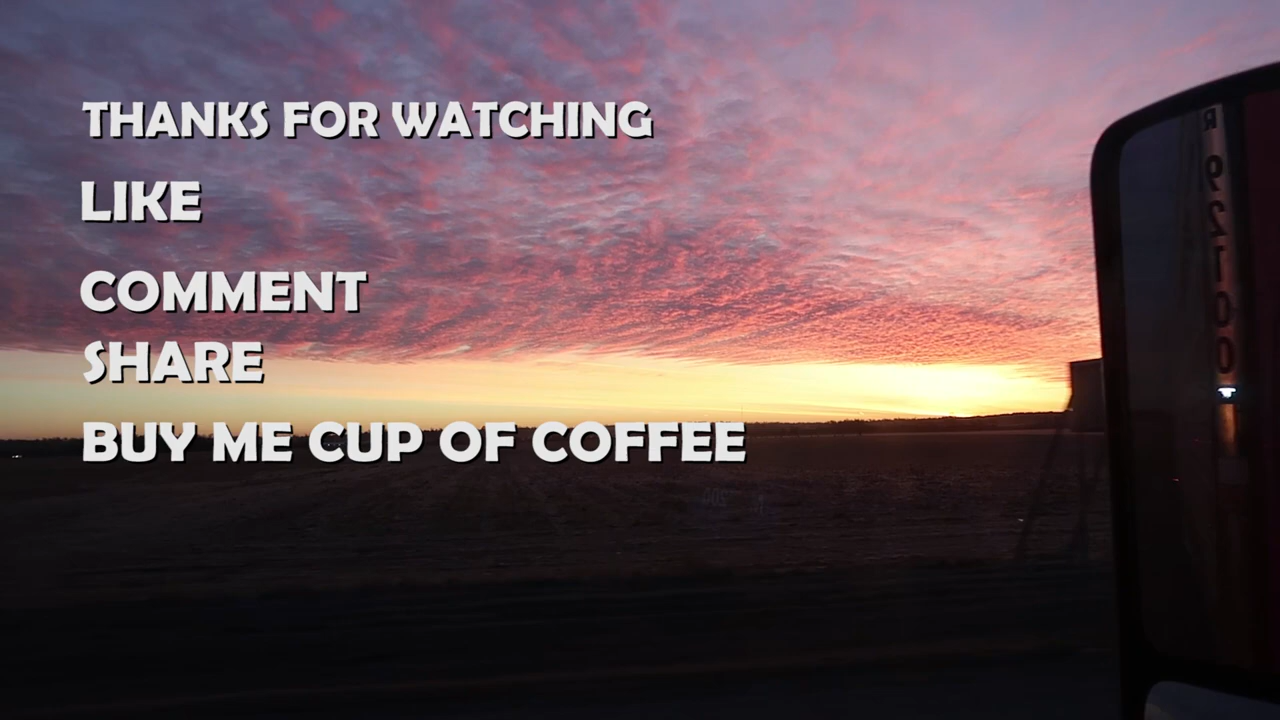 THANKS FOR WATCHING
LIKE
COMMENT
SHARE
BUY ME CUP OF COFFEE